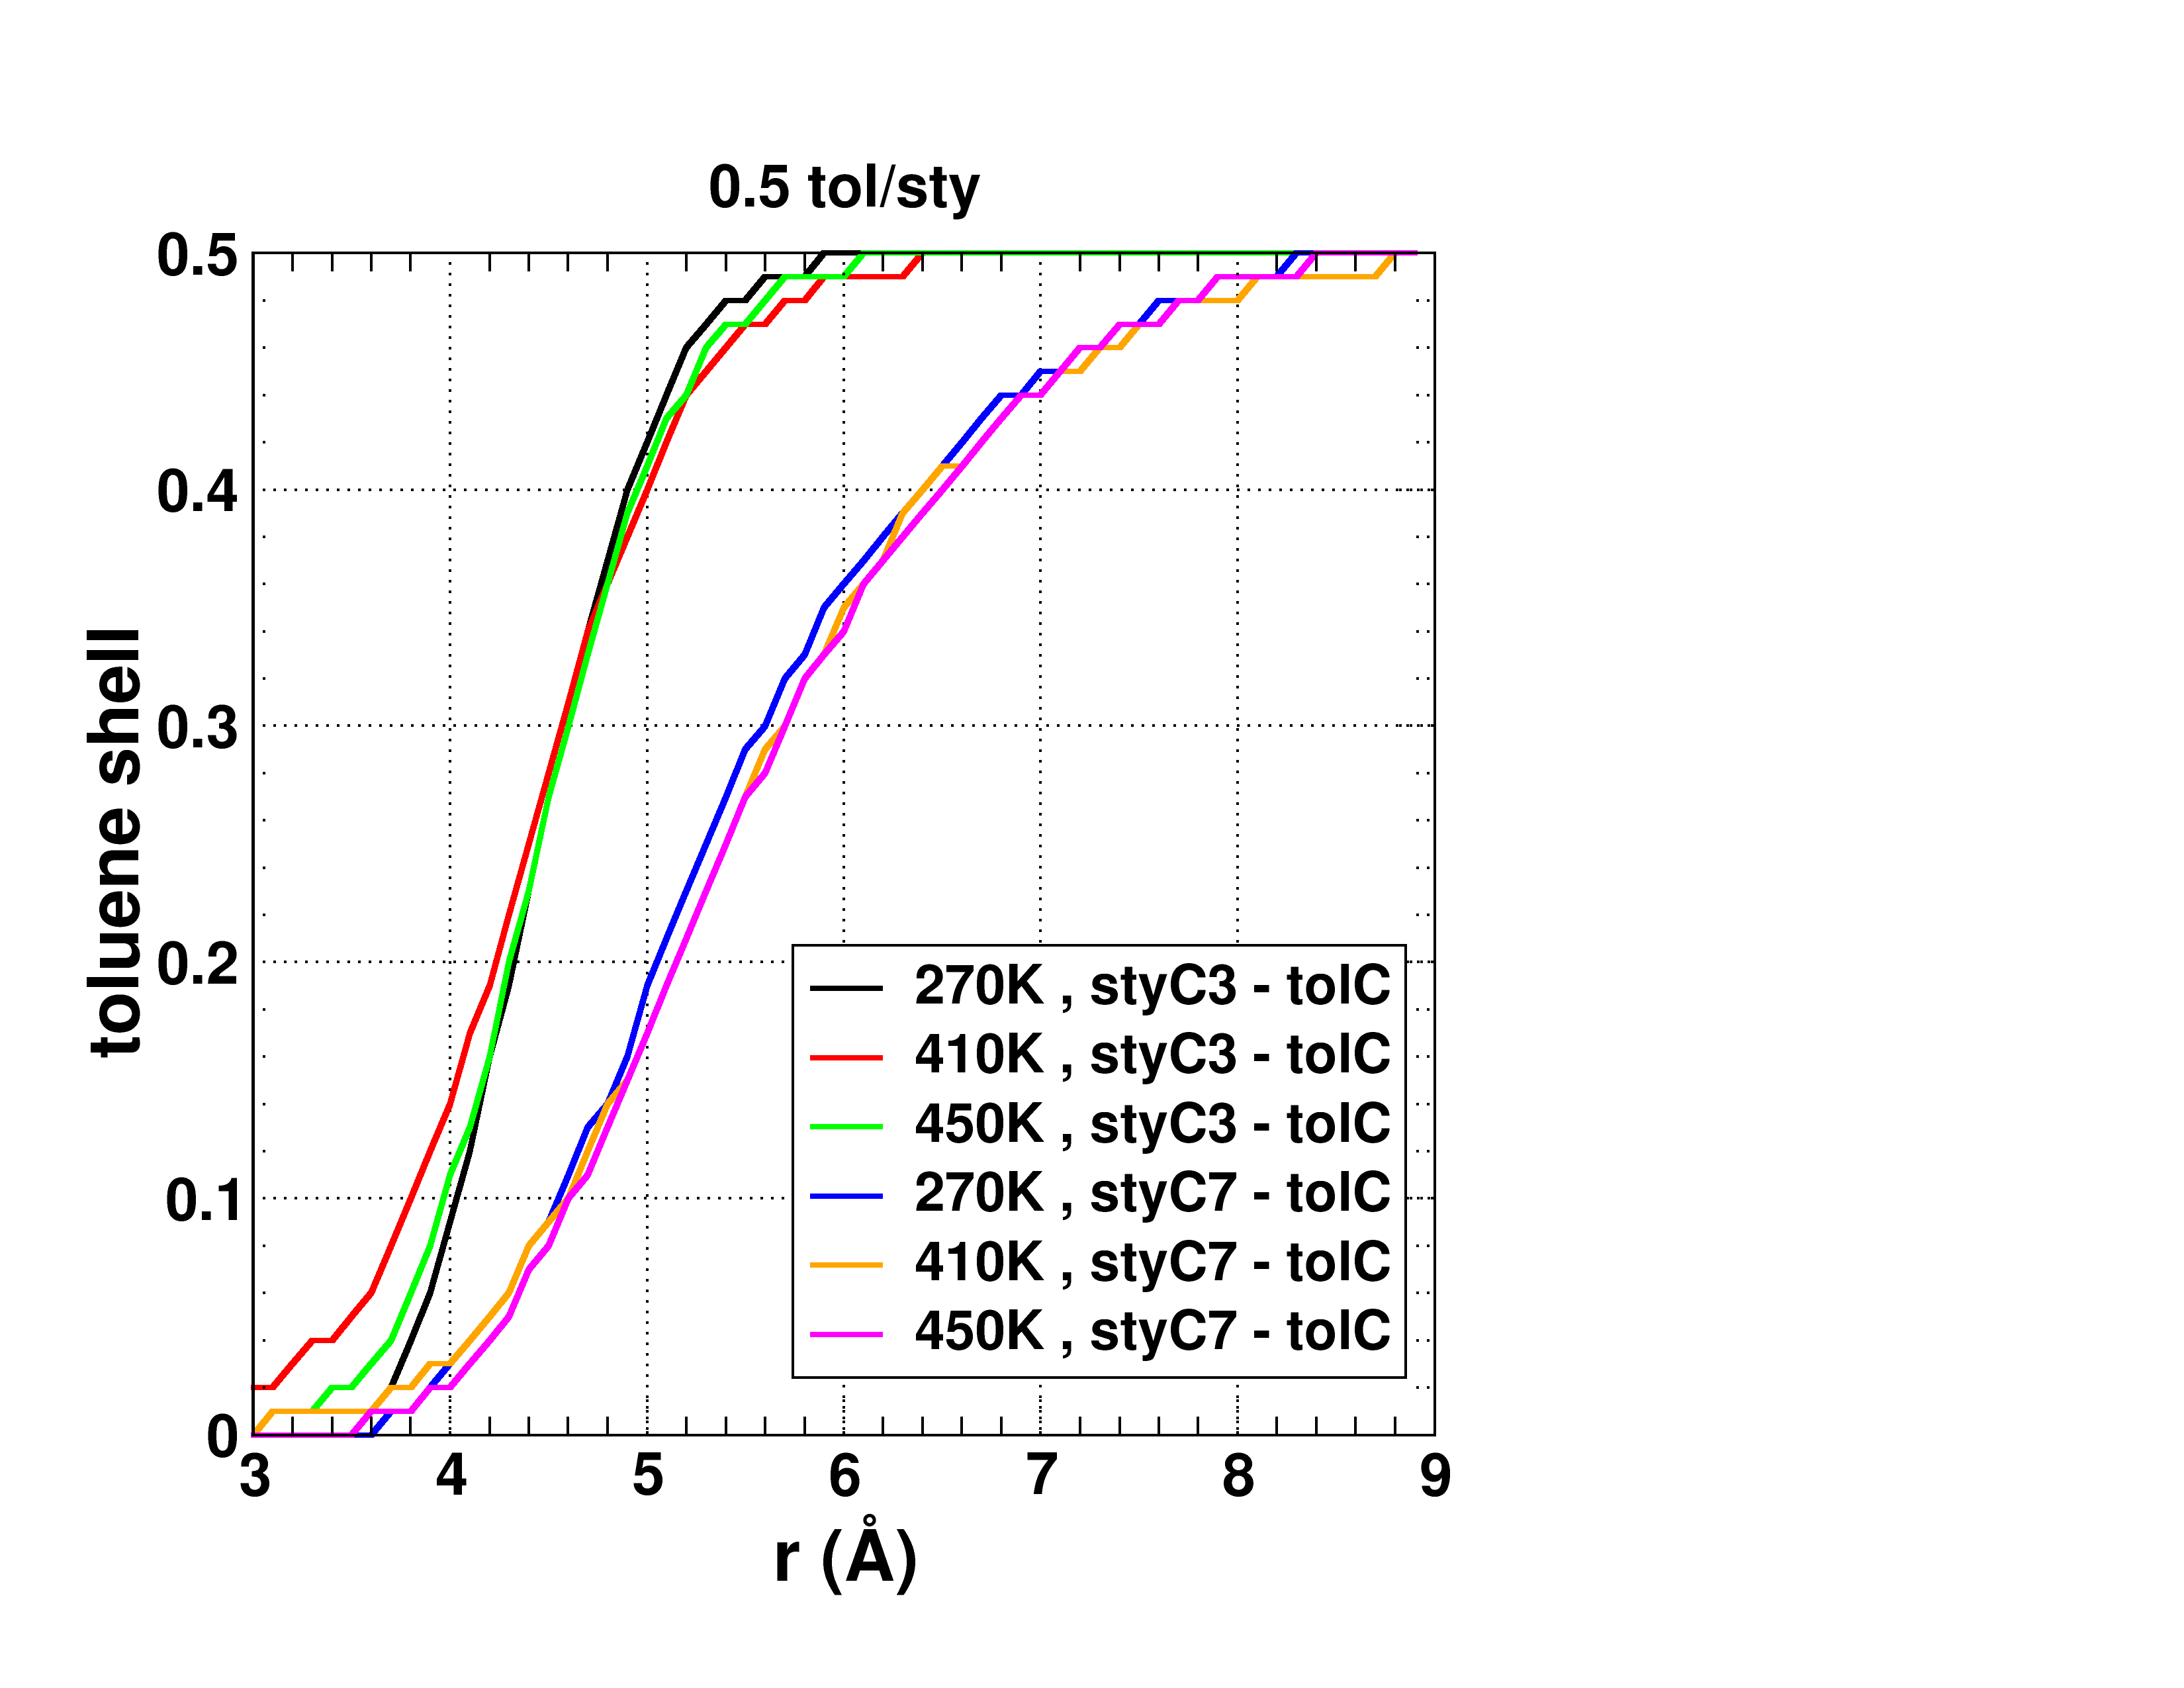 0.5 tol/sty
0.5
0.4
0.3
0.2
0.1
0
toluene shell
270K , styC3 - tolC
410K , styC3 - tolC
450K , styC3 - tolC
270K , styC7 - tolC
410K , styC7 - tolC
450K , styC7 - tolC
3 4 5 6 7 8 9
r (Å)